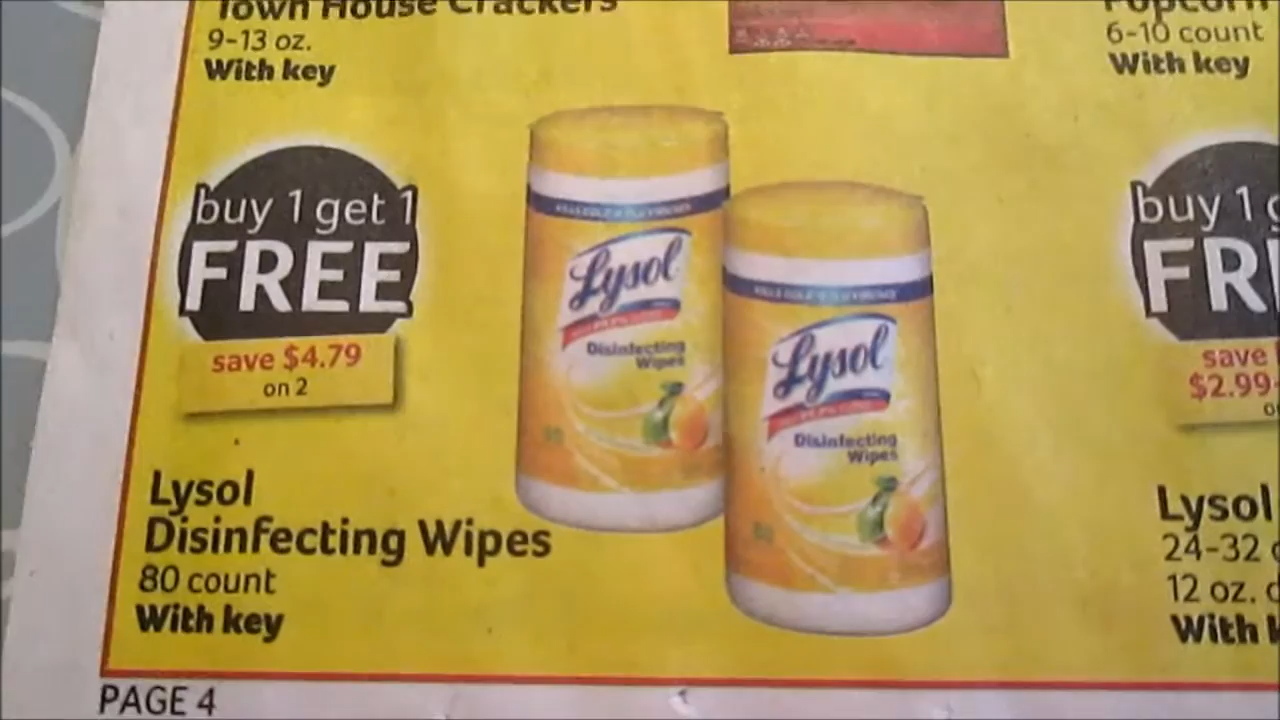 Town House Crackers
9-13 oz.
With key
Popcorn
6-10 count
With key
buy 1 get 1
FREE
save $4.79
on 2
Lysol
Disinfecting Wipes
80 count
With key
Lysol
Disinfecting
Wipes
Lysol
Disinfecting
Wipes
buy 1
FR
save
$2.99
Lysol
24-32
12 oz.
With
PAGE 4